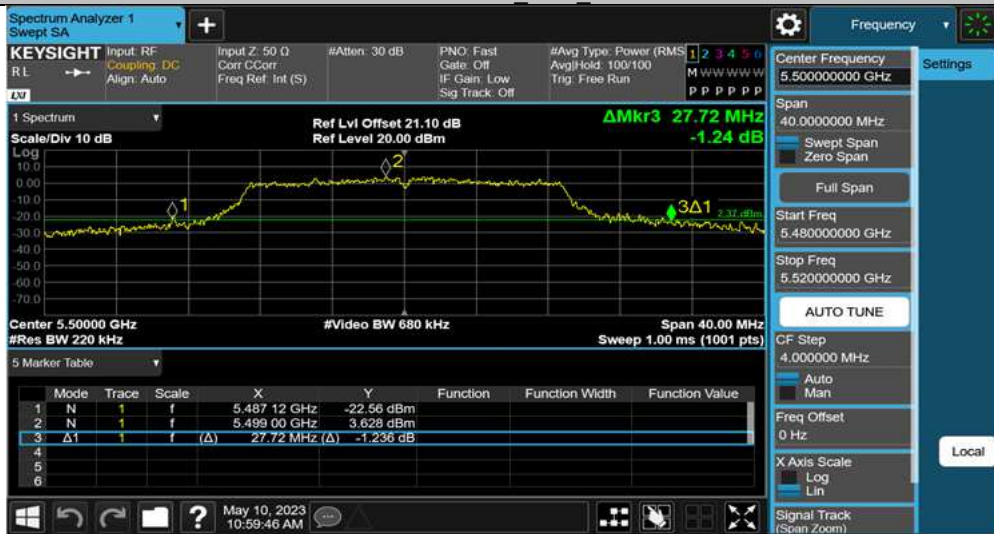 Spectrum Analyzer 1
Swept SA
+
Frequency
KEYSIGHT
RL
LXI
Input: RF
Coupling: DC
Align: Auto
Input Z: 50 Ω
Corr CCorr
Freq Ref: Int (S)
#Atten: 30 dB
PNO: Fast
Gate: Off
IF Gain: Low
Sig Track: Off
#Avg Type: Power (RMS
Avg|Hold: 100/100
Trig: Free Run
1 2 3 4 5 6
M W W W W W
P P P P P P
1 Spectrum
Scale/Div 10 dB
Ref Lvl Offset 21.10 dB
Ref Level 20.00 dBm
ΔMkr3 27.72 MHz
-1.24 dB
Log
10.0
0.00
-10.0
-20.0
-30.0
-40.0
-50.0
-60.0
-70.0
1
2
3Δ1
Center 5.50000 GHz
#Res BW 220 kHz
#Video BW 680 kHz
Span 40.00 MHz
Sweep 1.00 ms (1001 pts)
5 Marker Table
Mode Trace Scale X Y Function Function Width Function Value
1 N 1 f 5.487 12 GHz -22.56 dBm
2 N 1 f 5.499 00 GHz 3.628 dBm
3 Δ1 1 f (Δ) 27.72 MHz (Δ) -1.236 dB
4
5
6
?
May 10, 2023
10:59:46 AM
Center Frequency
5.500000000 GHz
Span
40.0000000 MHz
Swept Span
Zero Span
Full Span
Start Freq
5.480000000 GHz
Stop Freq
5.520000000 GHz
AUTO TUNE
CF Step
4.000000 MHz
Auto
Man
Freq Offset
0 Hz
X Axis Scale
Log
Lin
Signal Track
(Span Zoom)
Settings
Local